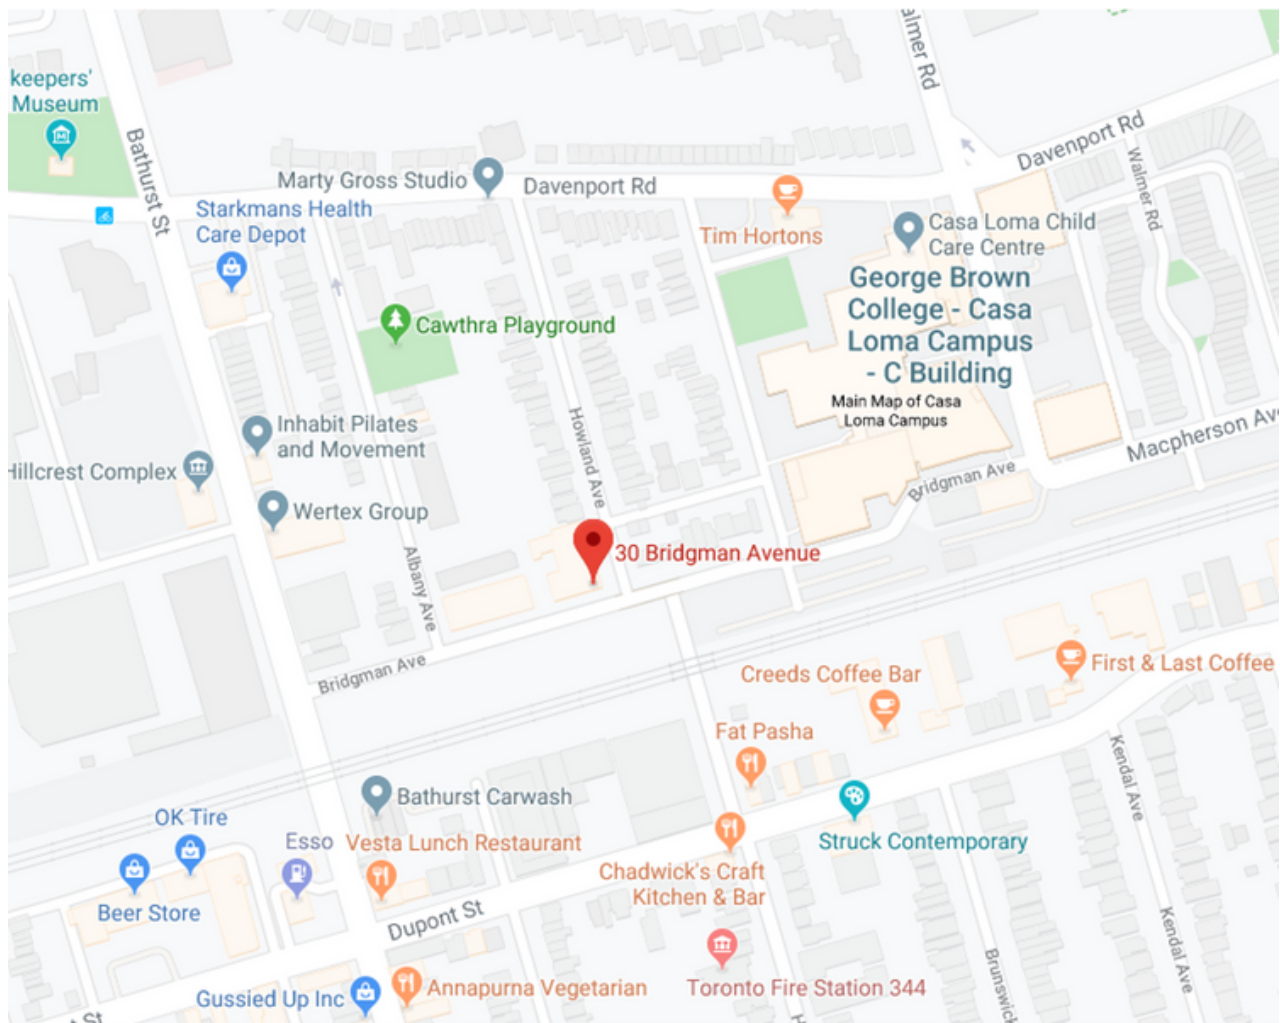 almer Rd
keepers'
Museum
Bathurst St
Davenport Rd
Walmer Rd
Marty Gross Studio
Davenport Rd
Starkmans Health
Care Depot
Tim Hortons
Casa Loma Child
Care Centre
George Brown
College - Casa
Loma Campus
- C Building
Main Map of Casa
Loma Campus
Cawthra Playground
Inhabit Pilates
and Movement
Howland Ave
Macpherson Av
Hillcrest Complex
Bridgman Ave
Wertex Group
30 Bridgman Avenue
Albany Ave
Bridgman Ave
Creeds Coffee Bar
First & Last Coffee
Fat Pasha
Kendal Ave
Bathurst Carwash
OK Tire
Esso
Vesta Lunch Restaurant
Struck Contemporary
Chadwick's Craft
Kitchen & Bar
Beer Store
Dupont St
Kendal Ave
Brunswick
Toronto Fire Station 344
Annapurna Vegetarian
Gussied Up Inc
St
H